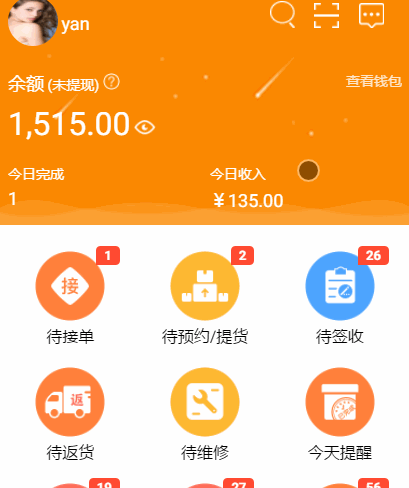 yan
余额 (未提现)
查看钱包
1,515.00
今日完成
今日收入
1
￥135.00
1
2
26
接
待接单
待预约/提货
待签收
返
待返货
待维修
今天提醒
19
27
56